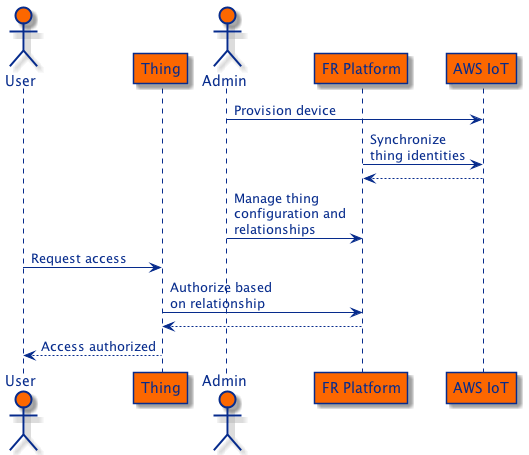 User
Thing
Admin
FR Platform
AWS IoT
Provision device
Synchronize
thing identities
Manage thing
configuration and
relationships
Request access
Authorize based
on relationship
Access authorized
User
Thing
Admin
FR Platform
AWS IoT